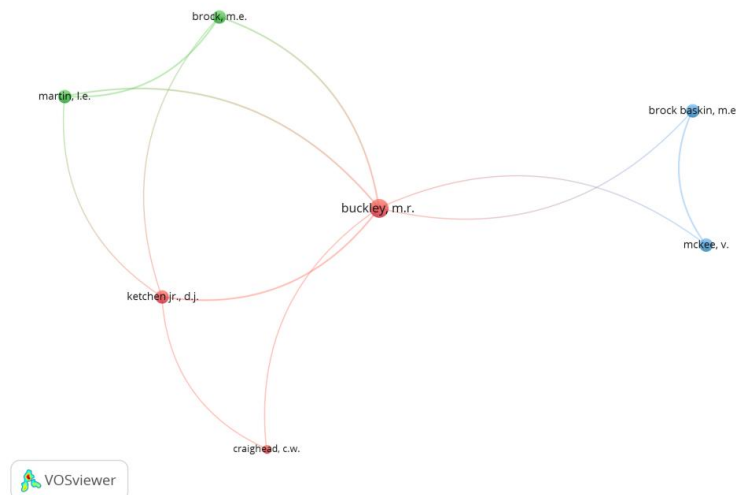 brock, m.e.
martin, l.e.
brock baskin, m.e
buckley, m.r.
mckee, v.
ketchen jr., d.j.
craighead, c.w.
VOSviewer